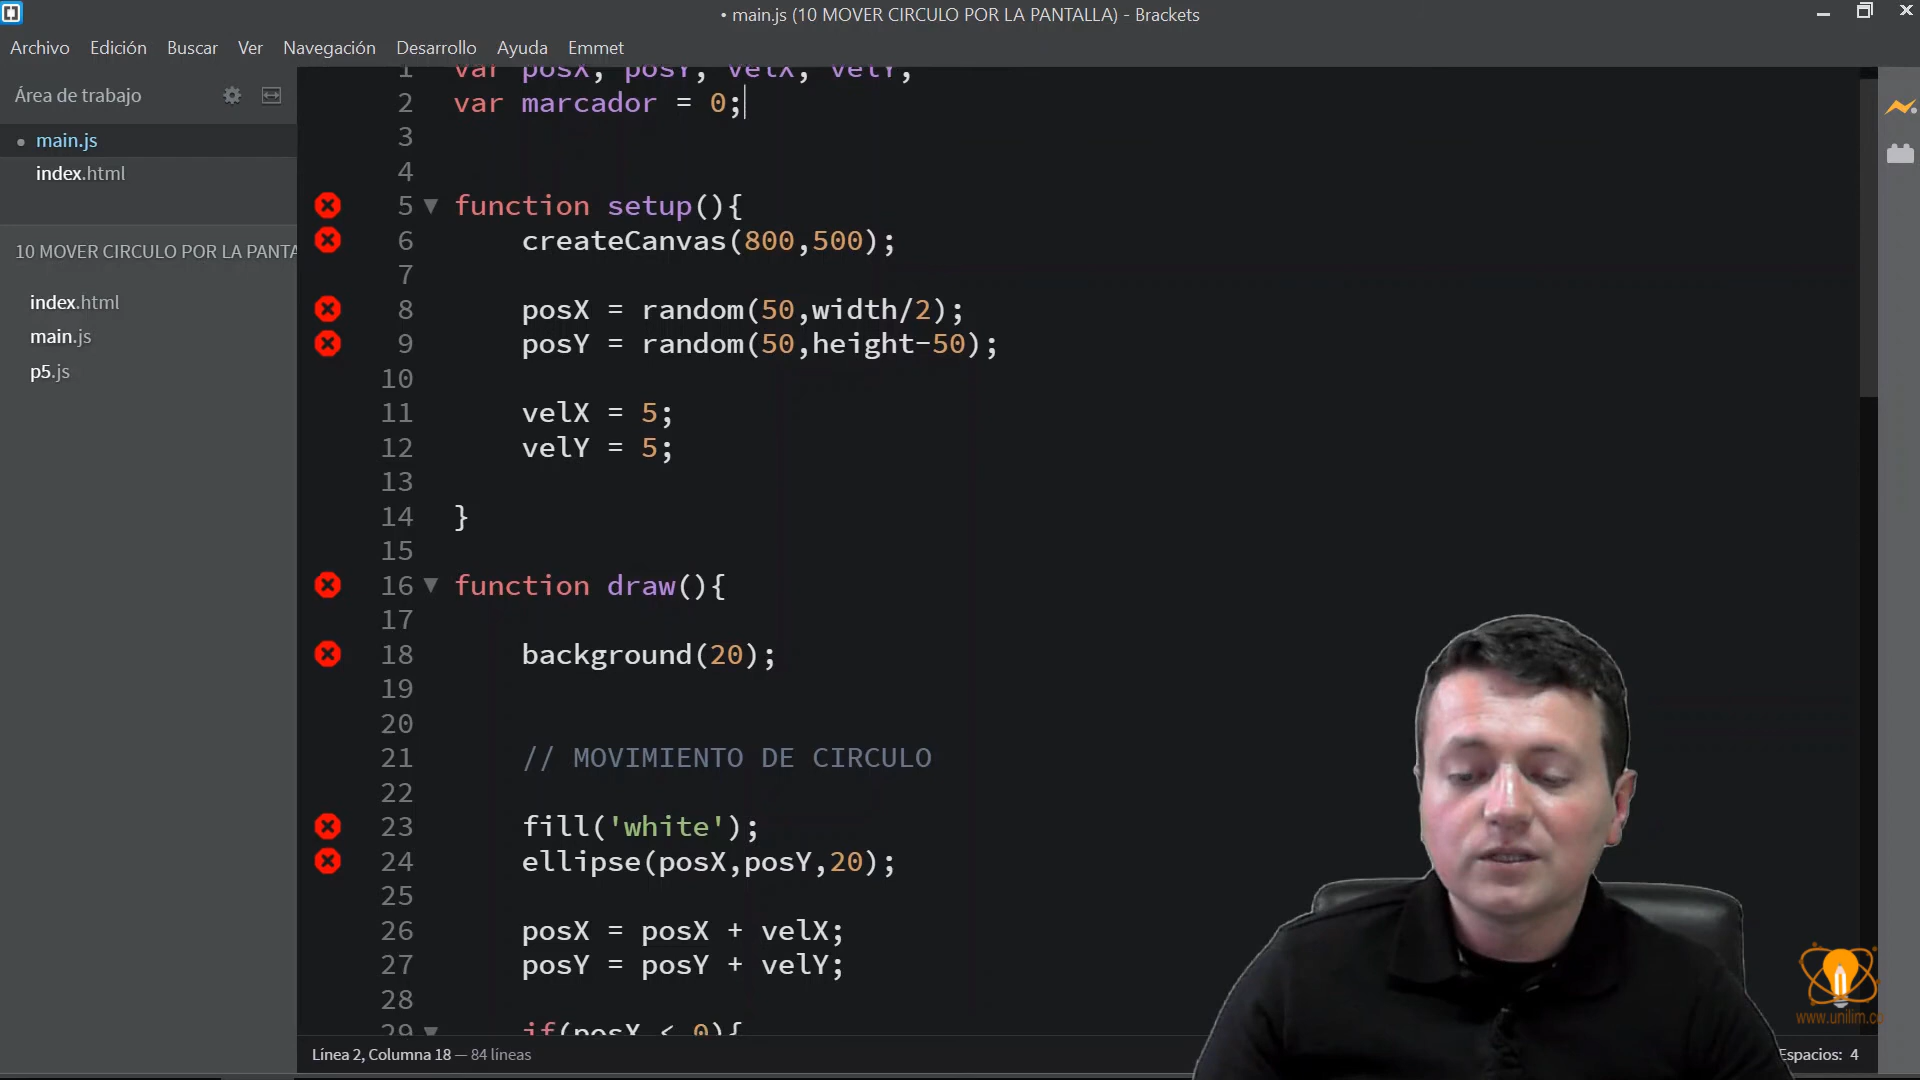 • main.js (10 MOVER CIRCULO POR LA PANTALLA) - Brackets
Archivo Edición Buscar Ver Navegación Desarrollo Ayuda Emmet
Área de trabajo
• main.js
index.html
10 MOVER CIRCULO POR LA PANTA
index.html
main.js
p5.js
1 var posX, posY, velX, velY;
2 var marcador = 0;
3
4
5 function setup(){
6 createCanvas(800,500);
7
8 posX = random(50,width/2);
9 posY = random(50,height-50);
10
11 velX = 5;
12 velY = 5;
13
14 }
15
16 function draw(){
17
18 background(20);
19
20
21 // MOVIMIENTO DE CIRCULO
22
23 fill('white');
24 ellipse(posX,posY,20);
25
26 posX = posX + velX;
27 posY = posY + velY;
28
29 if(posX < 0){
Línea 2, Columna 18 — 84 líneas
Espacios: 4
www.unilim.co